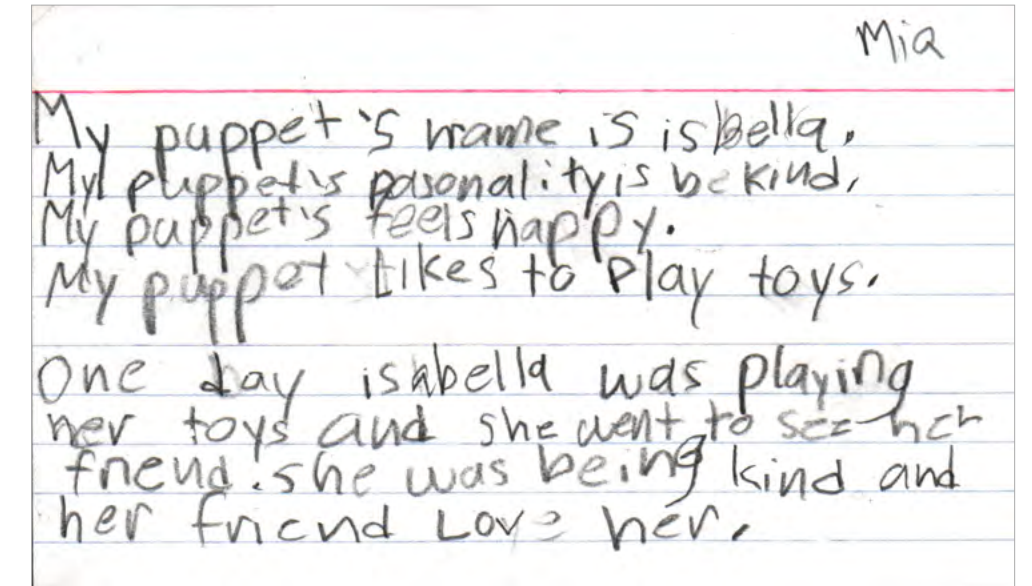 Mia
My puppet's name is isbella.
My puppet's pasonality is be kind.
My puppet's feels happy.
My puppet Likes to Play toys.
One day isabella was playing
her toys and she went to see her
friend. she was being kind and
her friend Love her.